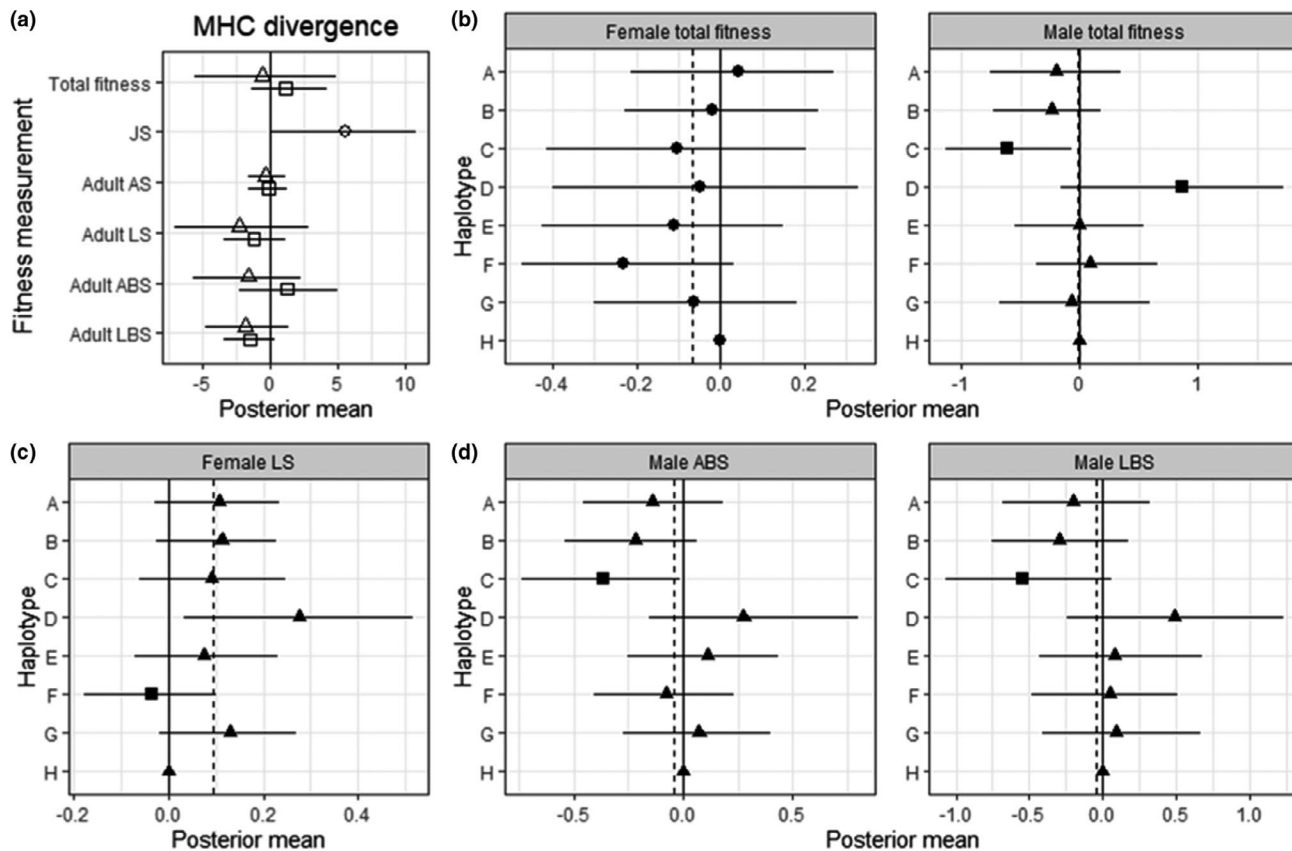 (a)
MHC divergence
Fitness measurement
Total fitness
JS
Adult AS
Adult LS
Adult ABS
Adult LBS
-5 0 5 10
Posterior mean
(b)
Female total fitness
Male total fitness
Haplotype
A
B
C
D
E
F
G
H
-0.4 -0.2 0.0 0.2
A
B
C
D
E
F
G
H
-1 0 1
Posterior mean
(c)
Female LS
Haplotype
A
B
C
D
E
F
G
H
-0.2 0.0 0.2 0.4
Posterior mean
(d)
Male ABS
Male LBS
Haplotype
A
B
C
D
E
F
G
H
-0.5 0.0 0.5
A
B
C
D
E
F
G
H
-1.0 -0.5 0.0 0.5 1.0
Posterior mean